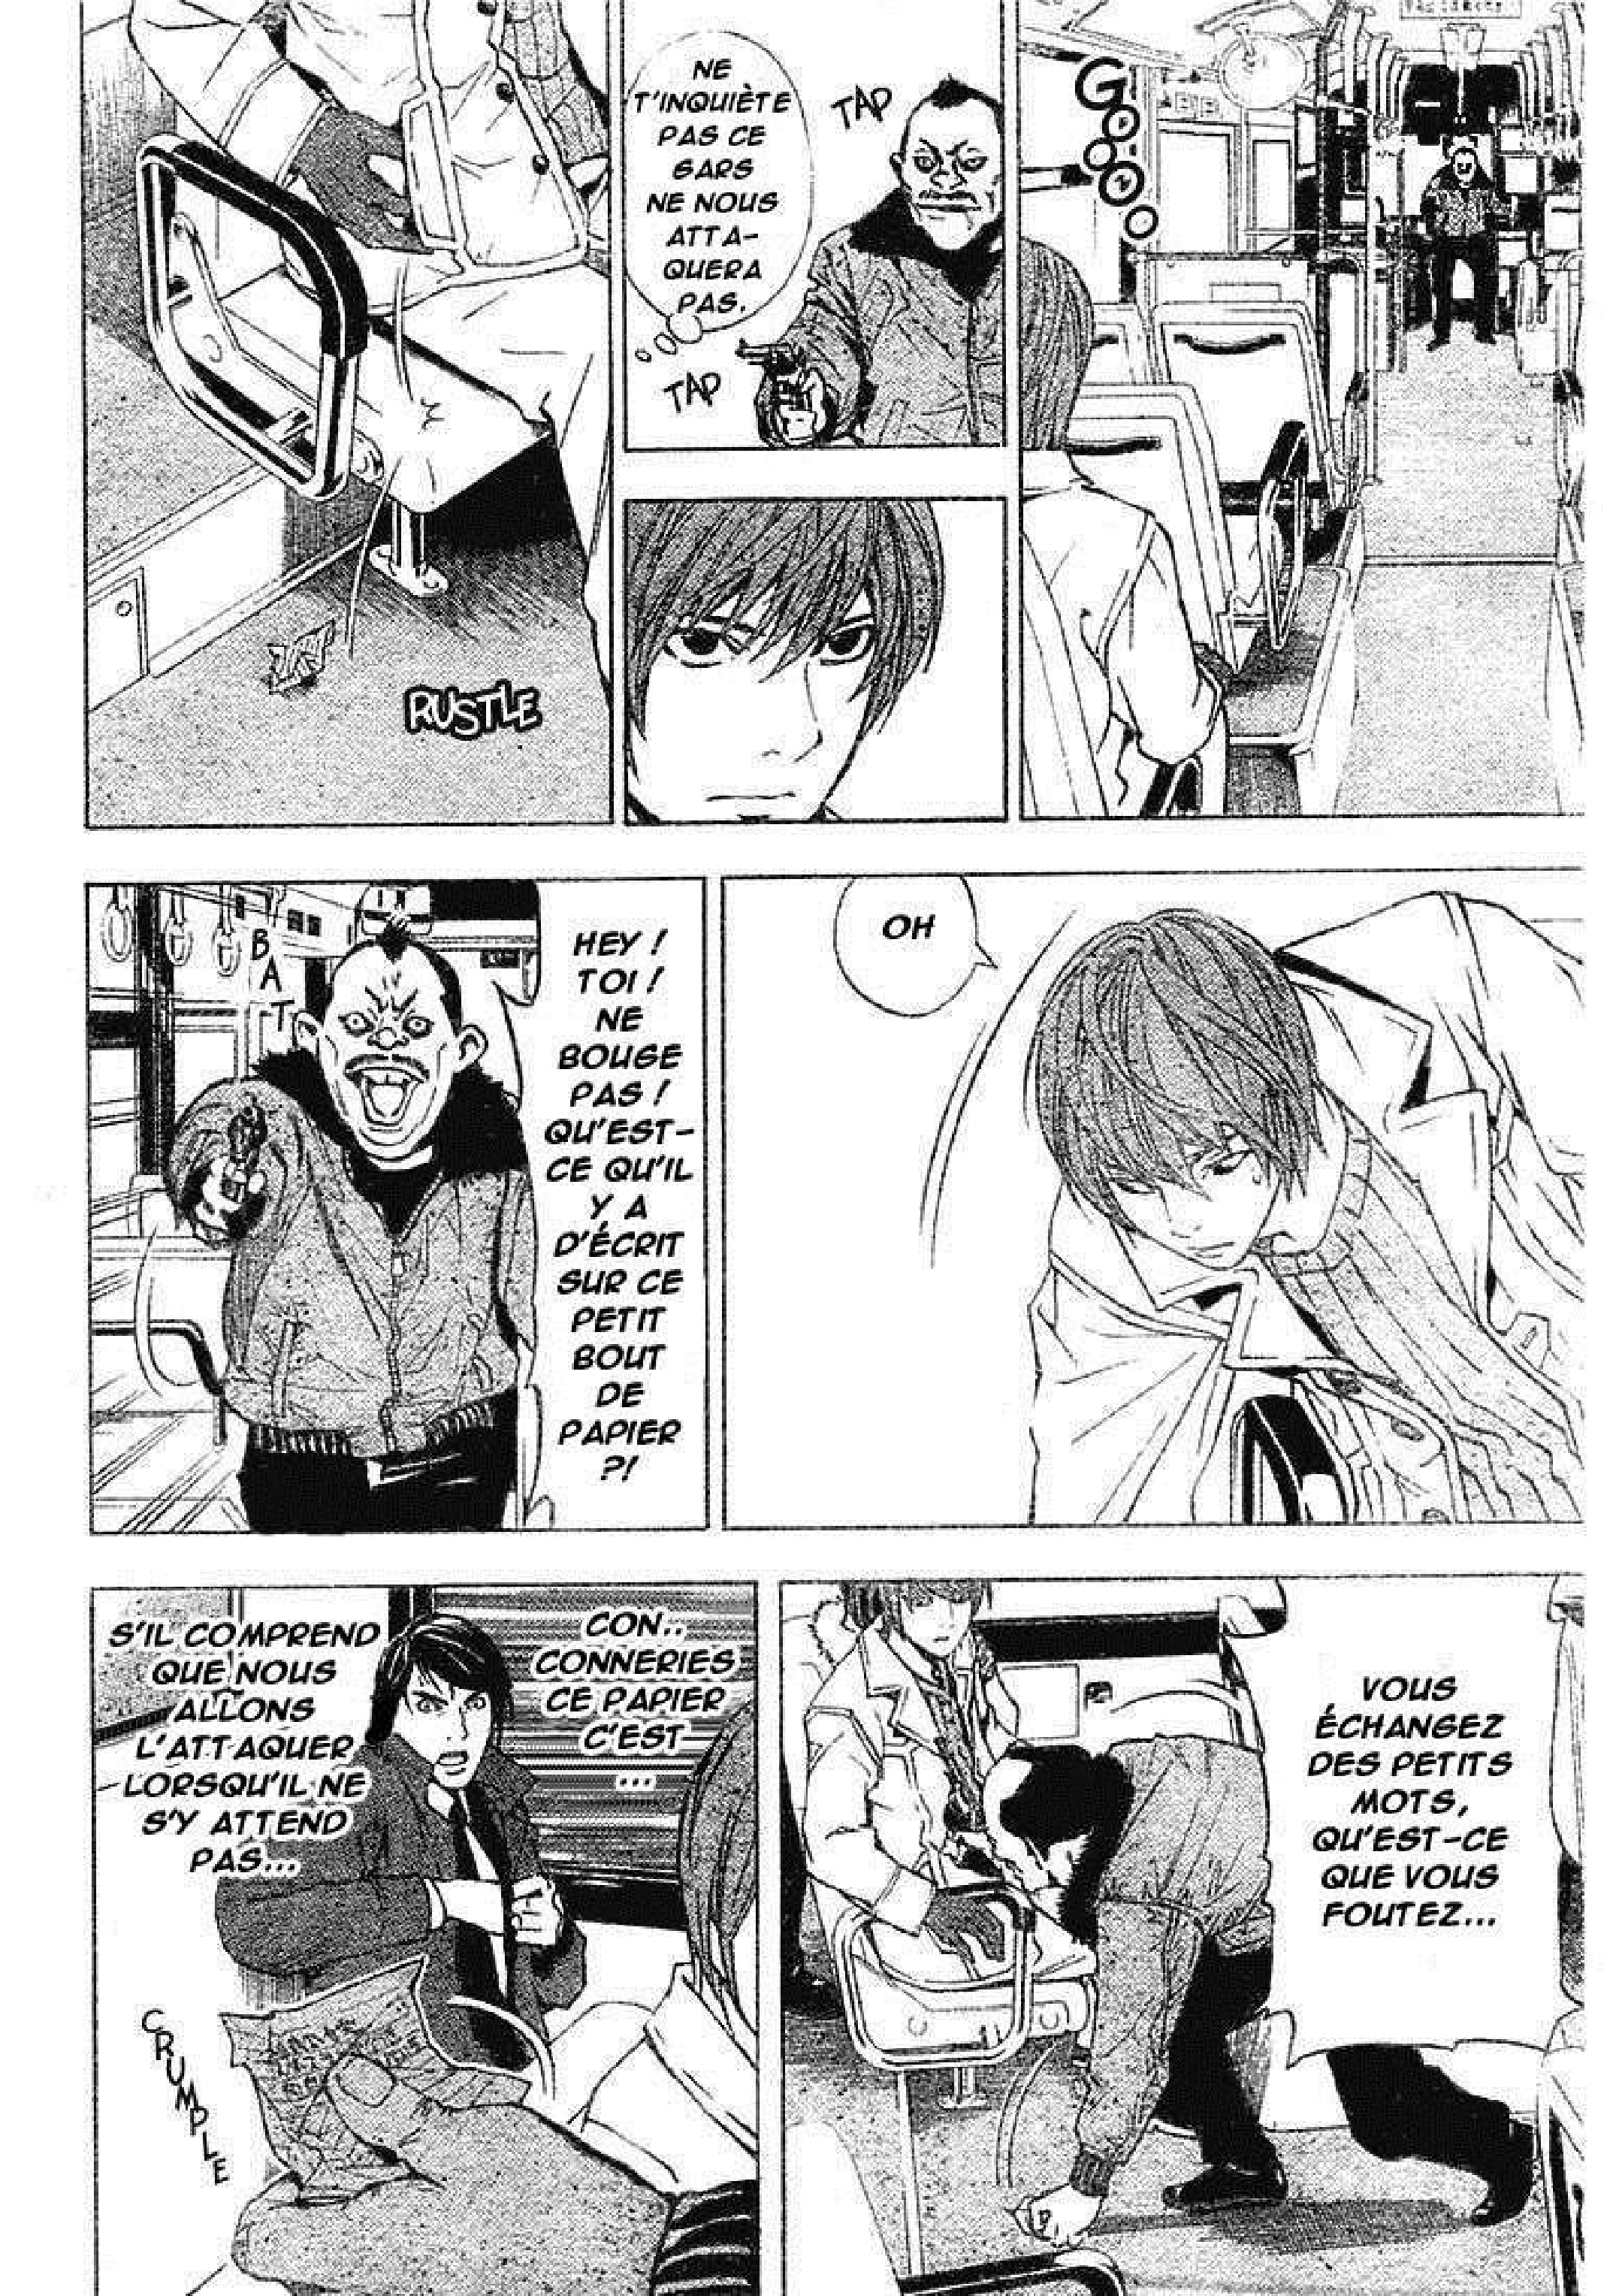 GOOOO
NE
T'INQUIÈTE
PAS CE
GARS
NE NOUS
ATTA-
QUERA
PAS.
TAP
TAP
RUSTLE
OH
HEY !
TOI !
NE
BOUGE
PAS !
QU'EST-
CE QU'IL
Y A
D'ÉCRIT
SUR CE
PETIT
BOUT
DE
PAPIER
?!
BAT
VOUS
ÉCHANGEZ
DES PETITS
MOTS,
QU'EST-CE
QUE VOUS
FOUTEZ...
CON..
CONNERIES
CE PAPIER
C'EST
...
S'IL COMPREND
QUE NOUS
ALLONS
L'ATTAQUER
LORSQU'IL NE
S'Y ATTEND
PAS...
CRUMPLE